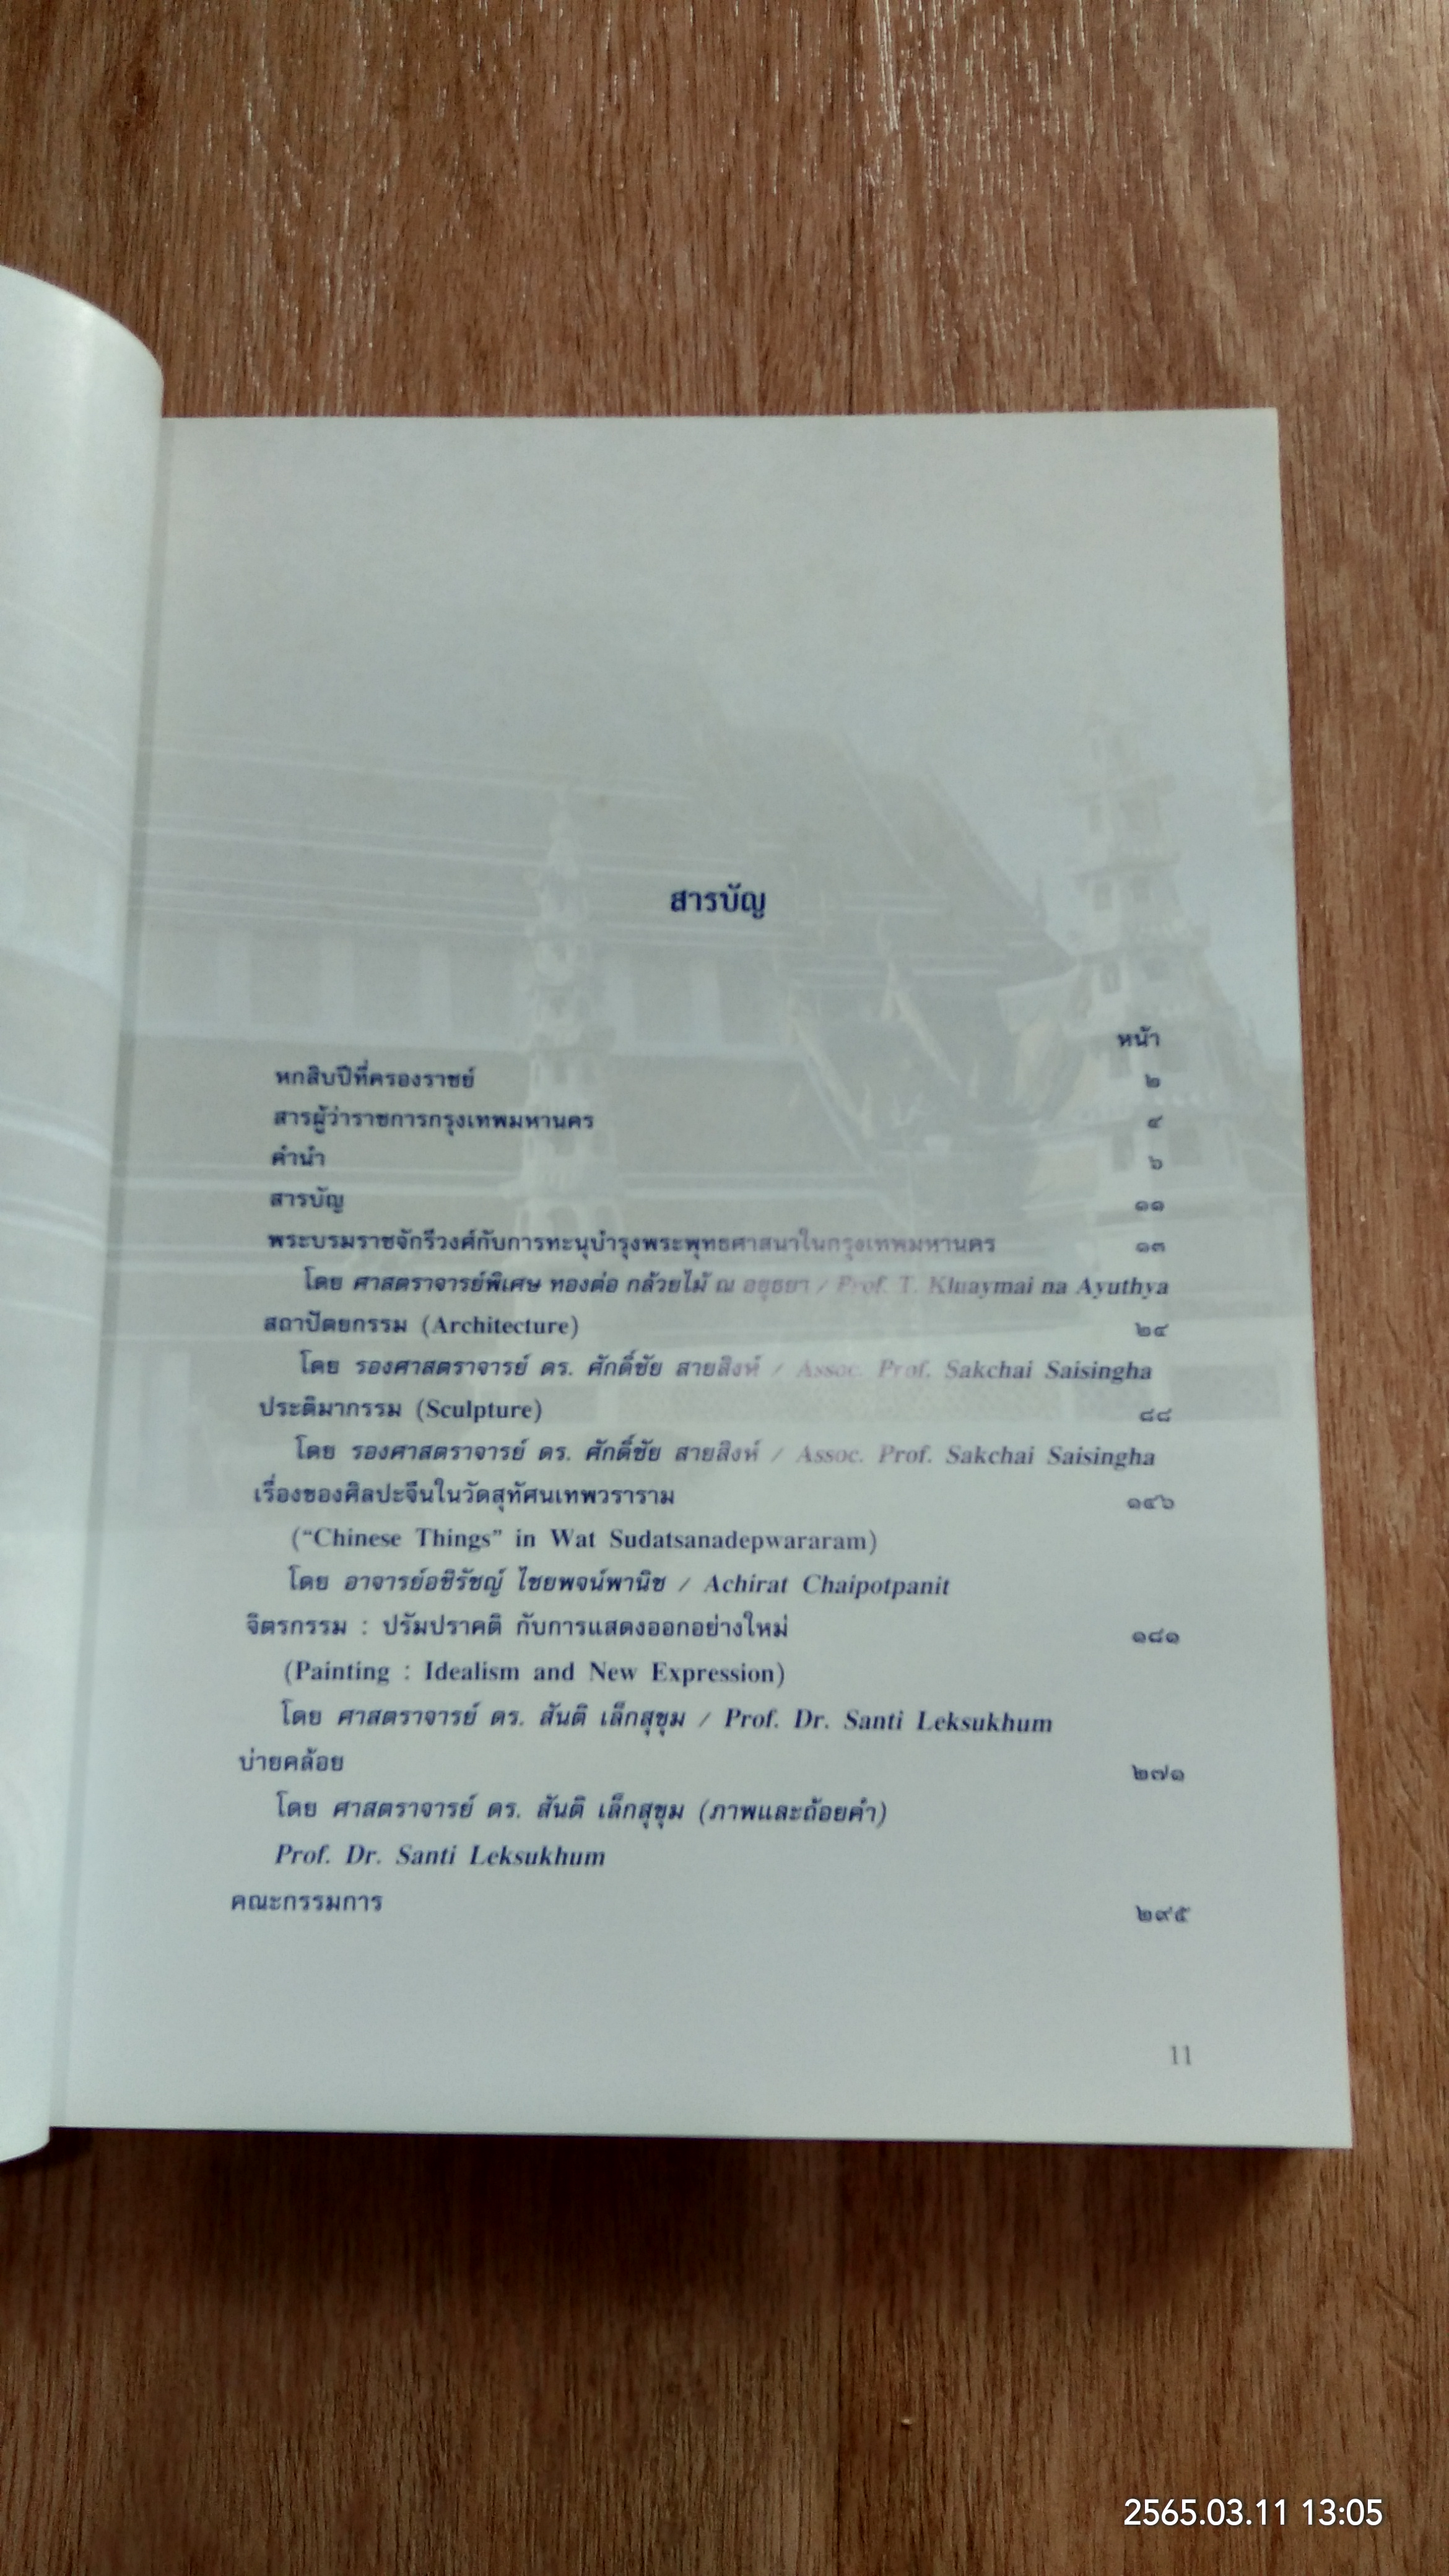 สารบัญ
หน้า
หกสิบปีที่ครองราชย์ ๒
สารผู้ว่าราชการกรุงเทพมหานคร ๔
คำนำ ๖
สารบัญ ๑๑
พระบรมราชจักรีวงศ์กับการทะนุบำรุงพระพุทธศาสนาในกรุงเทพมหานคร ๑๓
โดย ศาสตราจารย์พิเศษ ทองต่อ กล้วยไม้ ณ อยุธยา / Prof. T. Kluaymai na Ayuthya
สถาปัตยกรรม (Architecture) ๒๔
โดย รองศาสตราจารย์ ดร. ศักดิ์ชัย สายสิงห์ / Assoc. Prof. Sakchai Saisingha
ประติมากรรม (Sculpture) ๘๘
โดย รองศาสตราจารย์ ดร. ศักดิ์ชัย สายสิงห์ / Assoc. Prof. Sakchai Saisingha
เรื่องของศิลปะจีนในวัดสุทัศนเทพวราราม ๑๔๖
(“Chinese Things” in Wat Sudatsanadepwararam)
โดย อาจารย์อชิรัชญ์ ไชยพจน์พานิช / Achirat Chaipotpanit
จิตรกรรม : ปรัมปราคติ กับการแสดงออกอย่างใหม่ ๑๘๑
(Painting : Idealism and New Expression)
โดย ศาสตราจารย์ ดร. สันติ เล็กสุขุม / Prof. Dr. Santi Leksukhum
บ่ายคล้อย ๒๗๑
โดย ศาสตราจารย์ ดร. สันติ เล็กสุขุม (ภาพและถ้อยคำ)
Prof. Dr. Santi Leksukhum
คณะกรรมการ ๒๙๕
11
2565.03.11 13:05